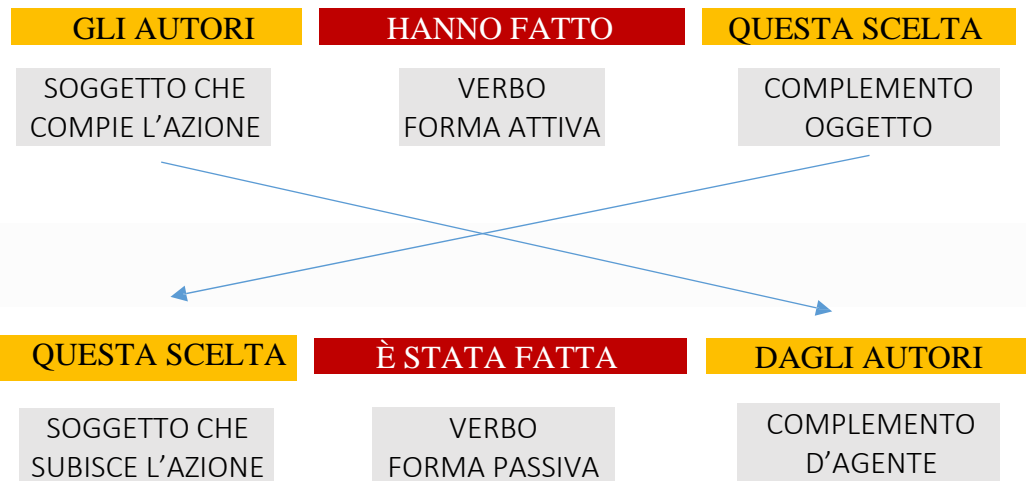 GLI AUTORI HANNO FATTO QUESTA SCELTA
SOGGETTO CHE
COMPIE L’AZIONE
VERBO
FORMA ATTIVA
COMPLEMENTO
OGGETTO
QUESTA SCELTA È STATA FATTA DAGLI AUTORI
SOGGETTO CHE
SUBISCE L’AZIONE
VERBO
FORMA PASSIVA
COMPLEMENTO
D’AGENTE